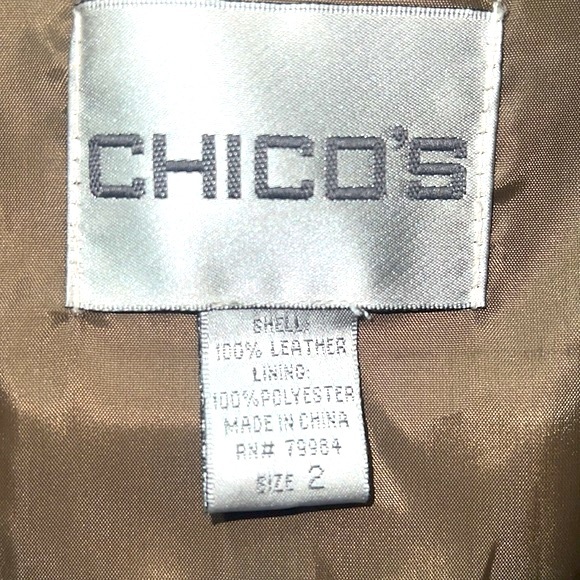 CHICO'S
SHELL:
100% LEATHER
LINING:
100%POLYESTER
MADE IN CHINA
RN# 79984
SIZE 2